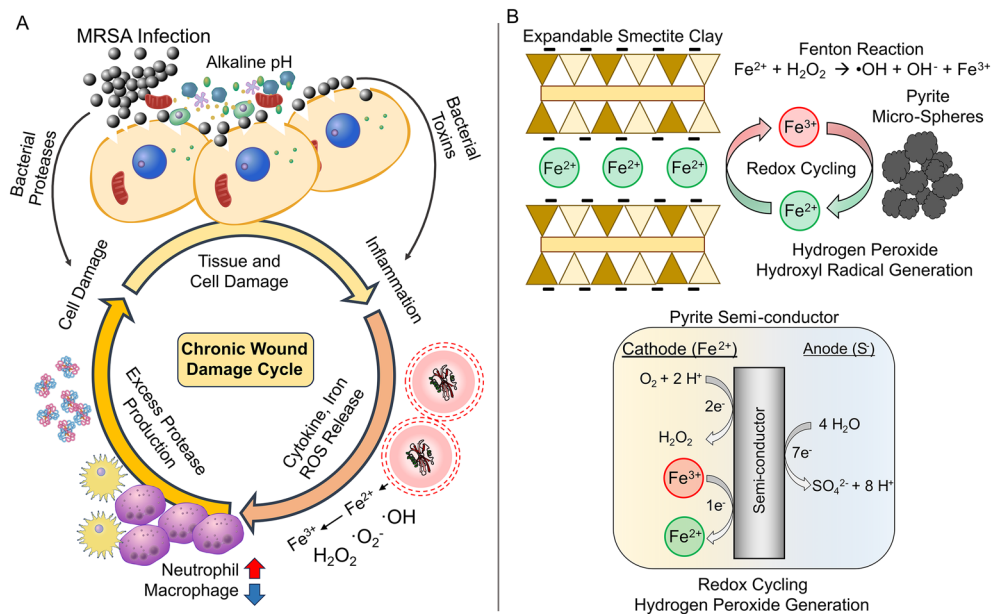 A
MRSA Infection
Alkaline pH
Bacterial
Proteases
Bacterial
Toxins
Cell Damage
Tissue and
Cell Damage
Inflammation
Chronic Wound
Damage Cycle
Excess Protease
Production
Cytokine, Iron
ROS Release
Fe²⁺
Fe³⁺
·OH
·O₂⁻
H₂O₂
Neutrophil
Macrophage
B
Expandable Smectite Clay
Fe²⁺ Fe²⁺ Fe²⁺
Fenton Reaction
Fe²⁺ + H₂O₂ → •OH + OH⁻ + Fe³⁺
Pyrite
Micro-Spheres
Fe³⁺
Redox Cycling
Fe²⁺
Hydrogen Peroxide
Hydroxyl Radical Generation
Pyrite Semi-conductor
Cathode (Fe²⁺)
Anode (S⁻)
O₂ + 2 H⁺
2e⁻
H₂O₂
Fe³⁺
1e⁻
Fe²⁺
Semi-conductor
4 H₂O
7e⁻
SO₄²⁻ + 8 H⁺
Redox Cycling
Hydrogen Peroxide Generation